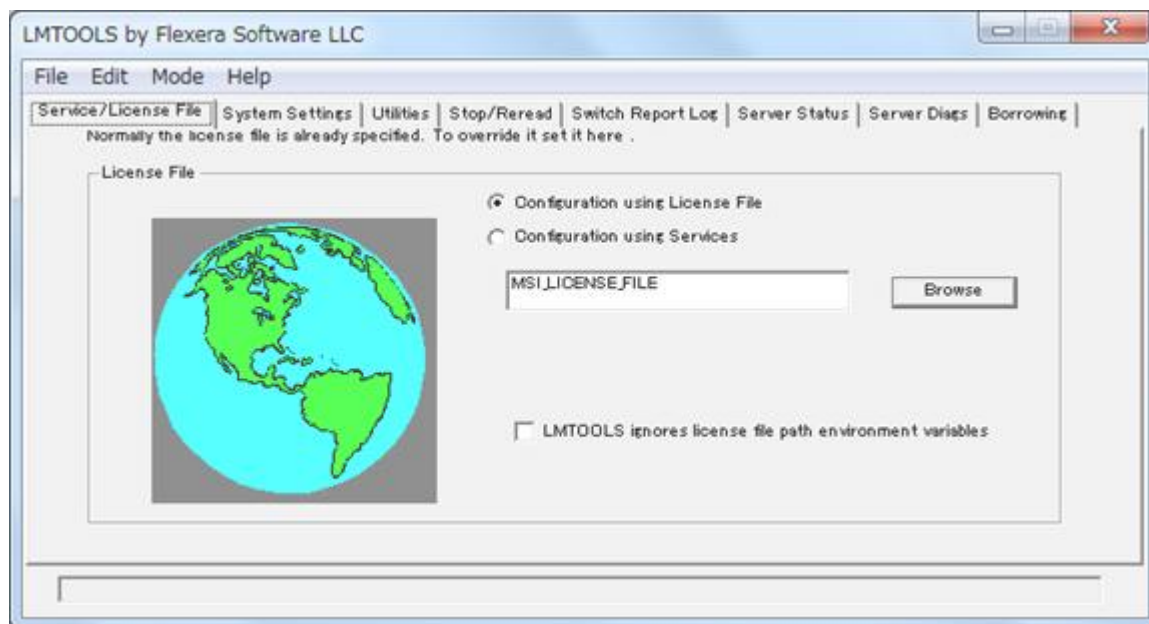 LMTOOLS by Flexera Software LLC
File Edit Mode Help
Service/License File System Settings Utilities Stop/Reread Switch Report Log Server Status Server Diags Borrowing
Normally the license file is already specified. To override it set it here .
License File
Configuration using License File
Configuration using Services
MSI_LICENSE_FILE
Browse
LMTOOLS ignores license file path environment variables